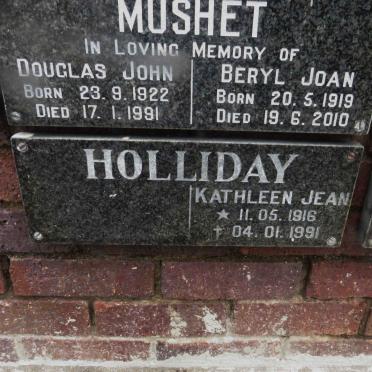 MUSHET
IN LOVING MEMORY OF
DOUGLAS JOHN
BORN 23.9.1922
DIED 17.1.1991
BERYL JOAN
BORN 20.5.1919
DIED 19.6.2010
HOLLIDAY
KATHLEEN JEAN
★ 11.05.1916
✝ 04.01.1991